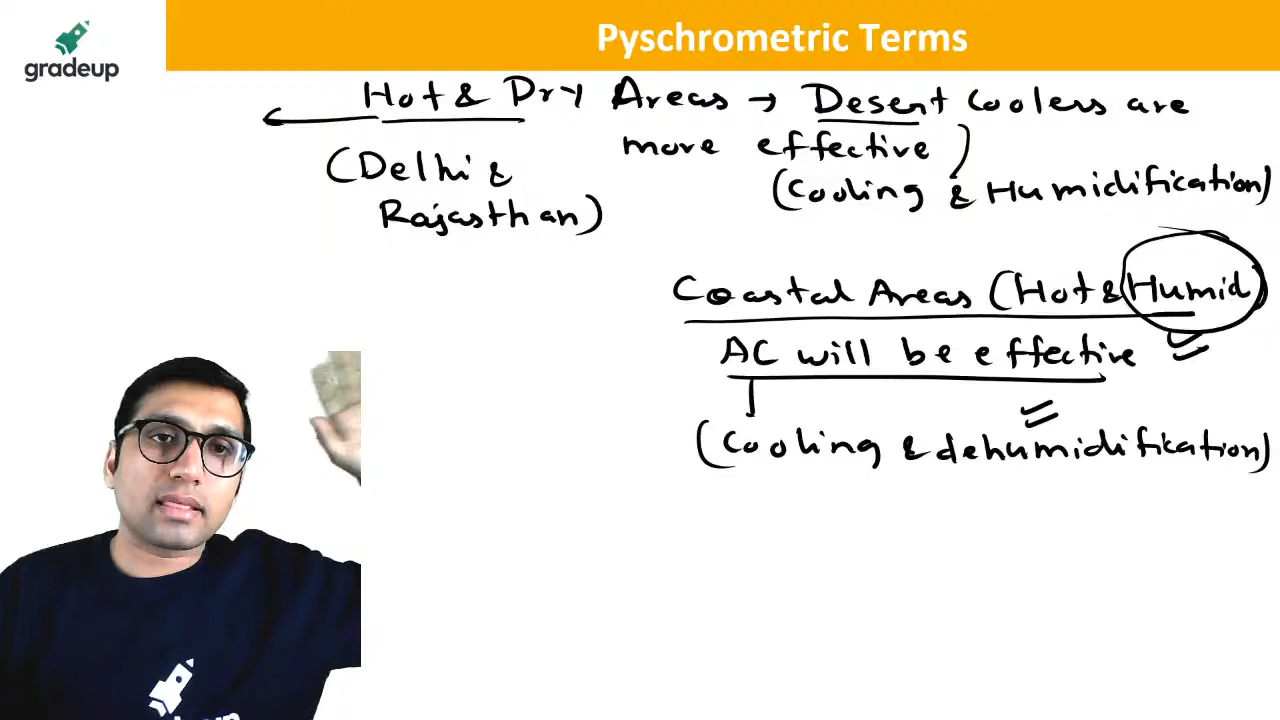 gradeup
Pyschrometric Terms
Hot & Dry Areas → Desert Coolers are
more effective
(Delhi &
Rajasthan)
(Cooling & Humidification)
Coastal Areas (Hot & Humid)
AC will be effective
(Cooling & dehumidification)